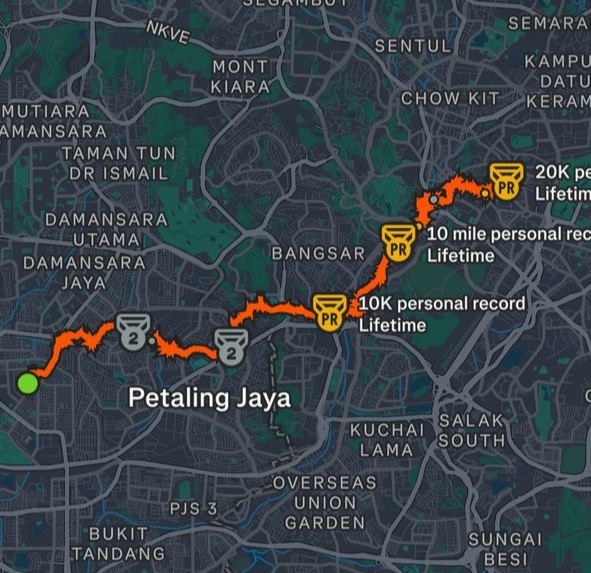 SEGAMBUT
NKVE
SEMARA
SENTUL
MONT
KIARA
KAMPU
DATU
KERAM
CHOW KIT
MUTIARA
AMANSARA
TAMAN TUN
DR ISMAIL
20K pe
Lifetim
PR
DAMANSARA
UTAMA
DAMANSARA
JAYA
BANGSAR
PR
10 mile personal rec
Lifetime
PR
10K personal record
Lifetime
2
2
Petaling Jaya
KUCHAI
LAMA
SALAK
SOUTH
OVERSEAS
UNION
GARDEN
PJS 3
BUKIT
TANDANG
SUNGAI
BESI